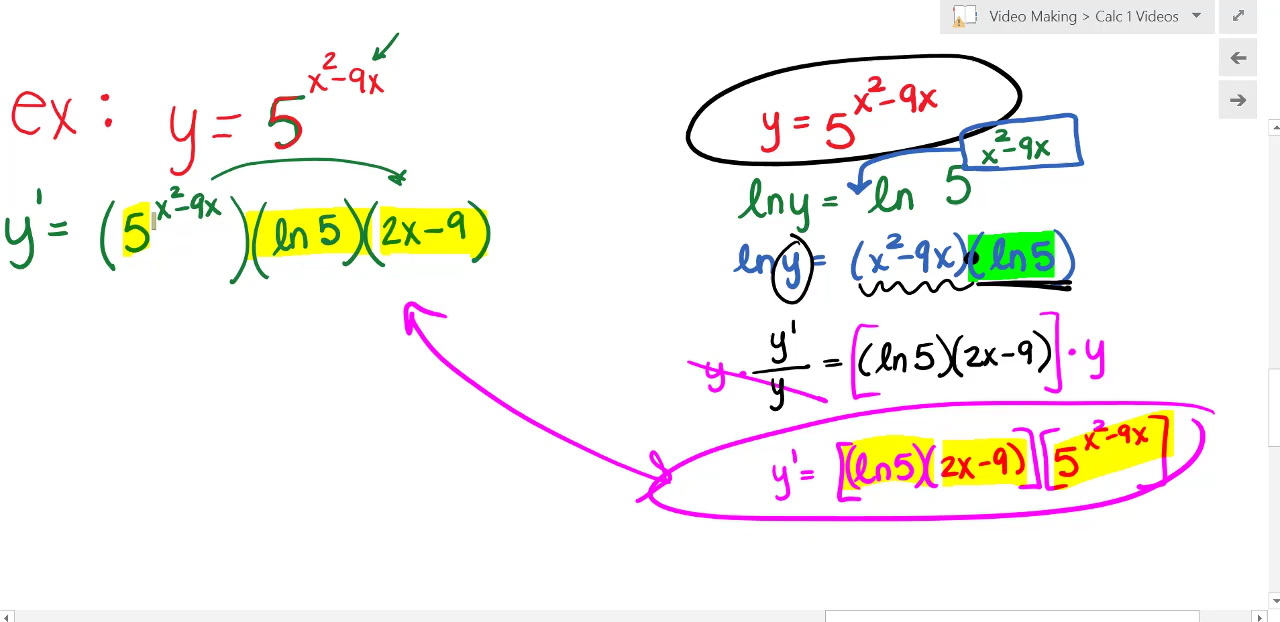 Video Making > Calc 1 Videos
ex: y = 5^(x²-9x)
y' = (5^(x²-9x))(ln 5)(2x-9)
y = 5^(x²-9x)
ln y = ln 5^(x²-9x)
ln y = (x²-9x)·(ln 5)
y · y'/y = [(ln 5)(2x-9)] · y
y' = [(ln 5)(2x-9)][5^(x²-9x)]